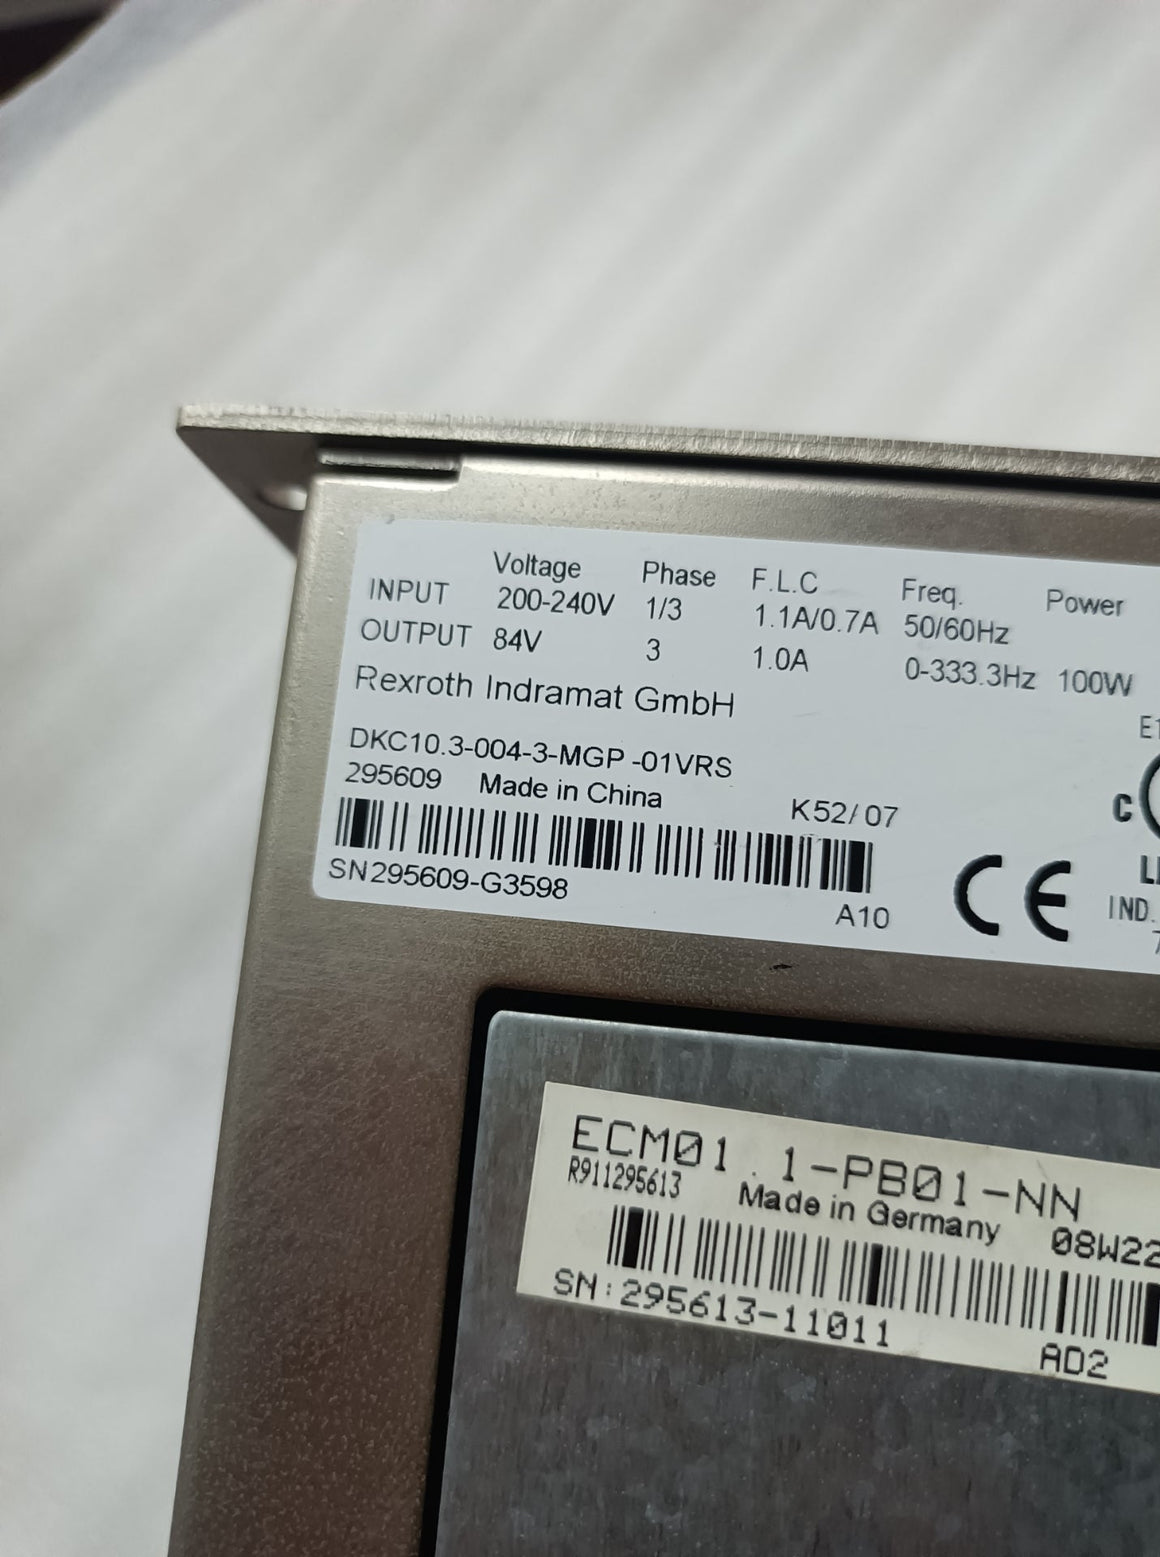 Voltage Phase F.L.C Freq. Power
INPUT 200-240V 1/3 1.1A/0.7A 50/60Hz
OUTPUT 84V 3 1.0A 0-333.3Hz 100W
Rexroth Indramat GmbH
DKC10.3-004-3-MGP -01VRS
295609 Made in China K52/07
SN295609-G3598
A10
CE
IND.
ECM01.1-PB01-NN
R911295613 Made in Germany 08W22
SN:295613-11011
AD2